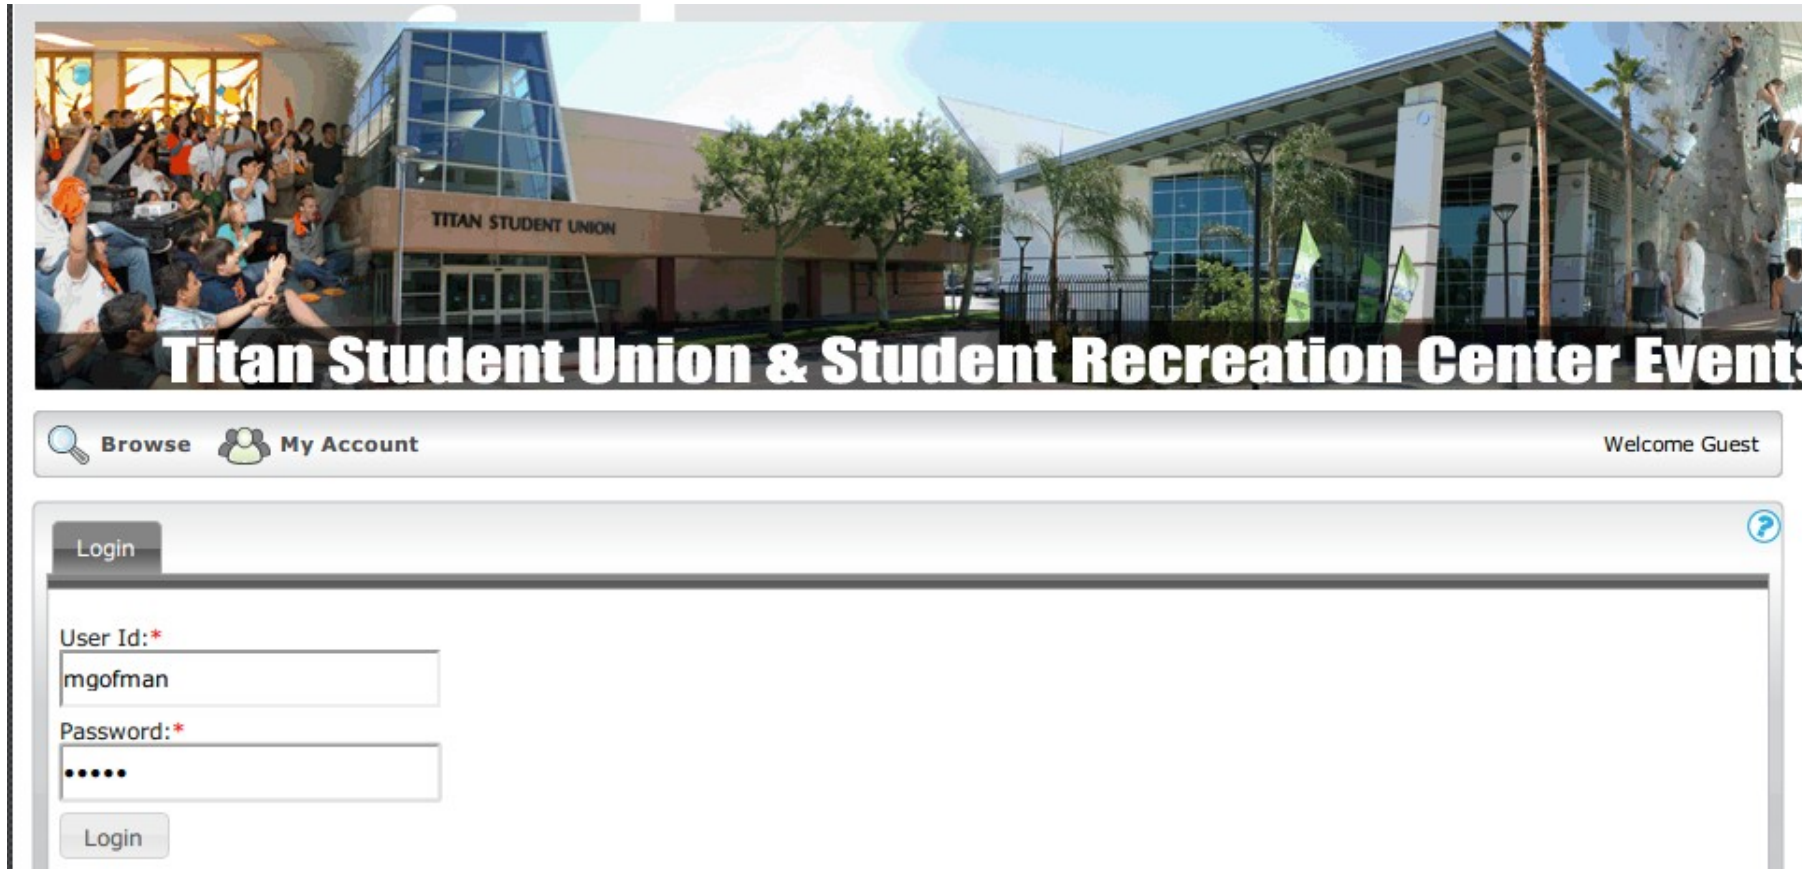 TITAN STUDENT UNION
Titan Student Union & Student Recreation Center Events
Browse My Account Welcome Guest
?
Login
User Id:*
mgofman
Password:*
•••••
Login